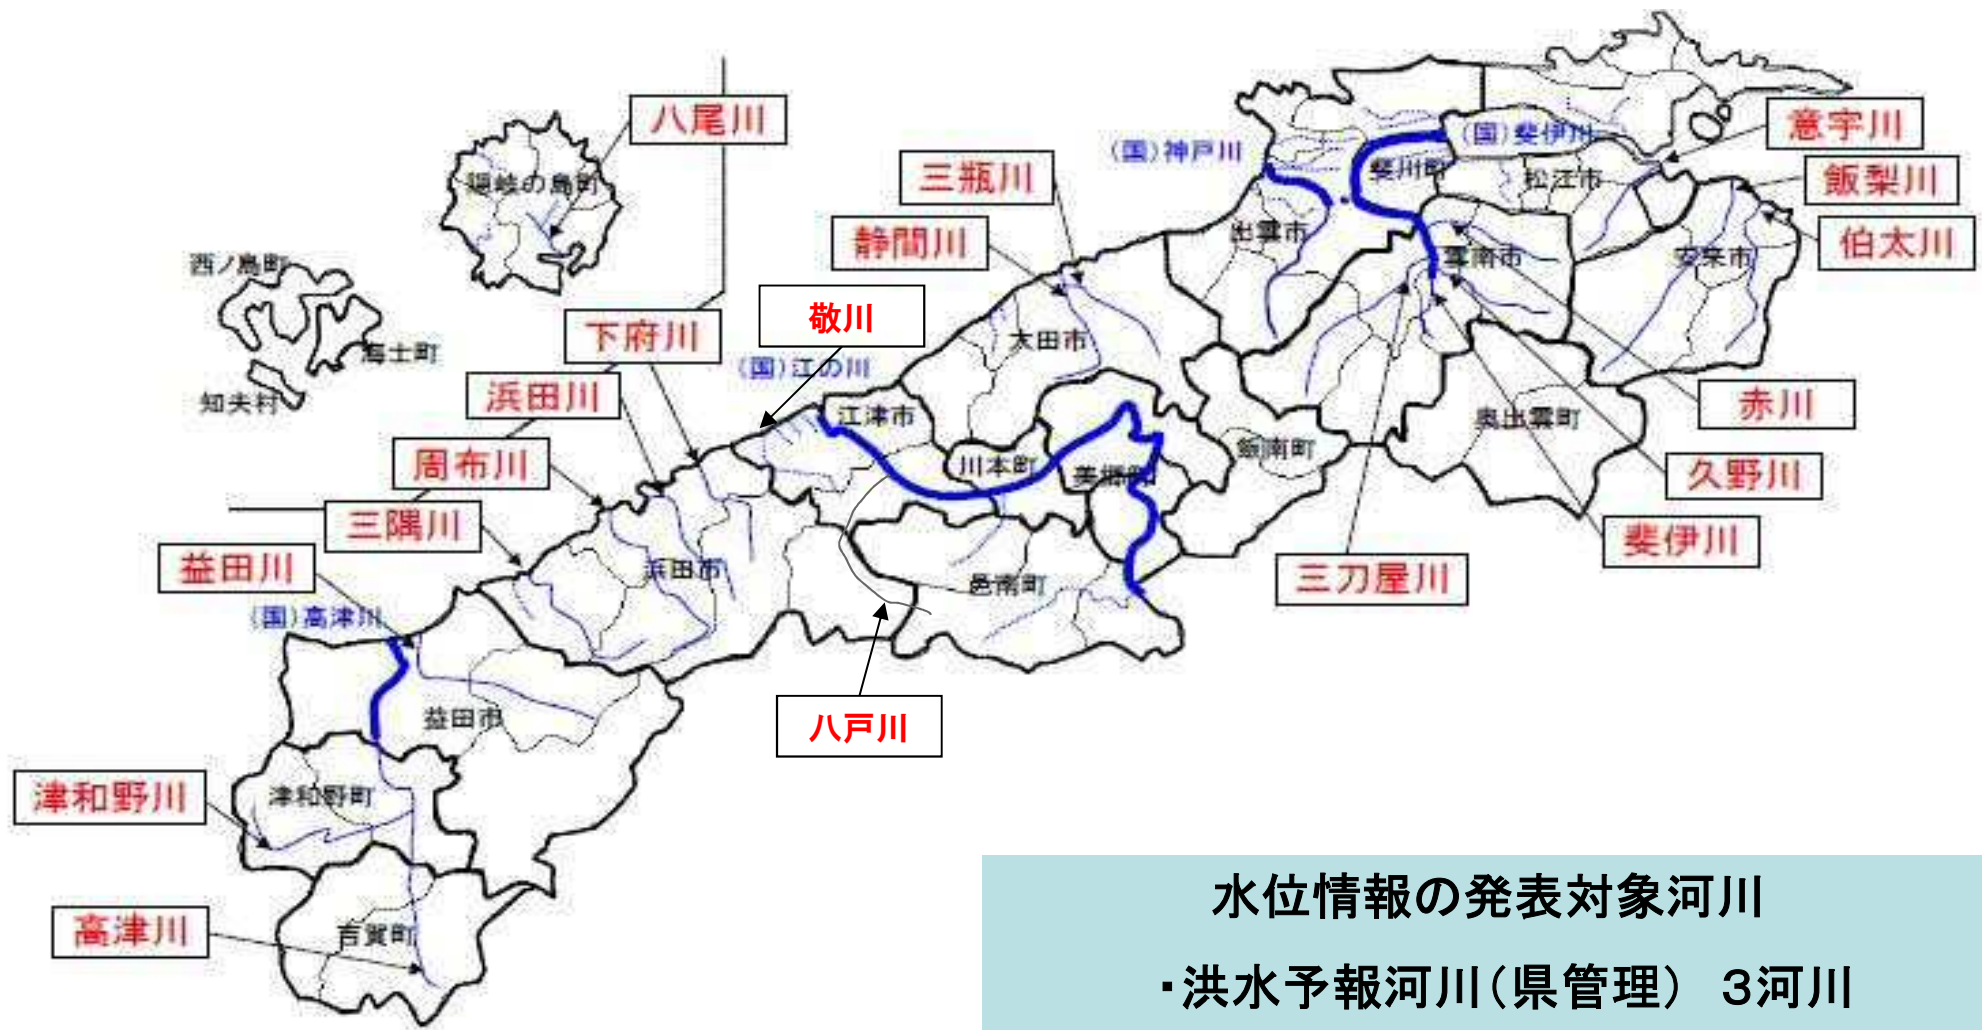 八尾川
隠岐の島町
西ノ島町
海士町
知夫村
三瓶川
静間川
敬川
下府川
浜田川
周布川
三隅川
益田川
(国)高津川
(国)江の川
(国)神戸川
(国)斐伊川
意宇川
飯梨川
伯太川
斐川町
松江市
出雲市
雲南市
安来市
大田市
江津市
川本町
美郷町
飯南町
奥出雲町
赤川
久野川
斐伊川
三刀屋川
浜田市
邑南町
八戸川
益田市
津和野町
津和野川
高津川
吉賀町
水位情報の発表対象河川
・洪水予報河川(県管理) 3河川